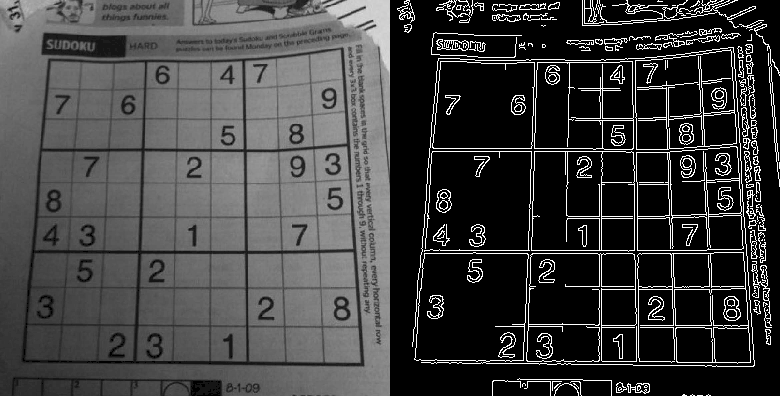 blogs about all
things funnies.
SUDOKU HARD Answers to today's Sudoku and Scrabble Grams
puzzles can be found Monday on the preceding page.
6 4 7
7 6 9
5 8
7 2 9 3
8 5
4 3 1 7
5 2
3 2 8
2 3 1
Fill in the blank spaces in the grid so that every vertical column, every horizontal row
and every 3x3 box contains the numbers 1 through 9, without repeating any.
8-1-09
SUDOKU
6 4 7
7 6 9
5 8
7 2 9 3
8 5
4 3 1 7
5 2
3 2 8
2 3 1
8-1-09